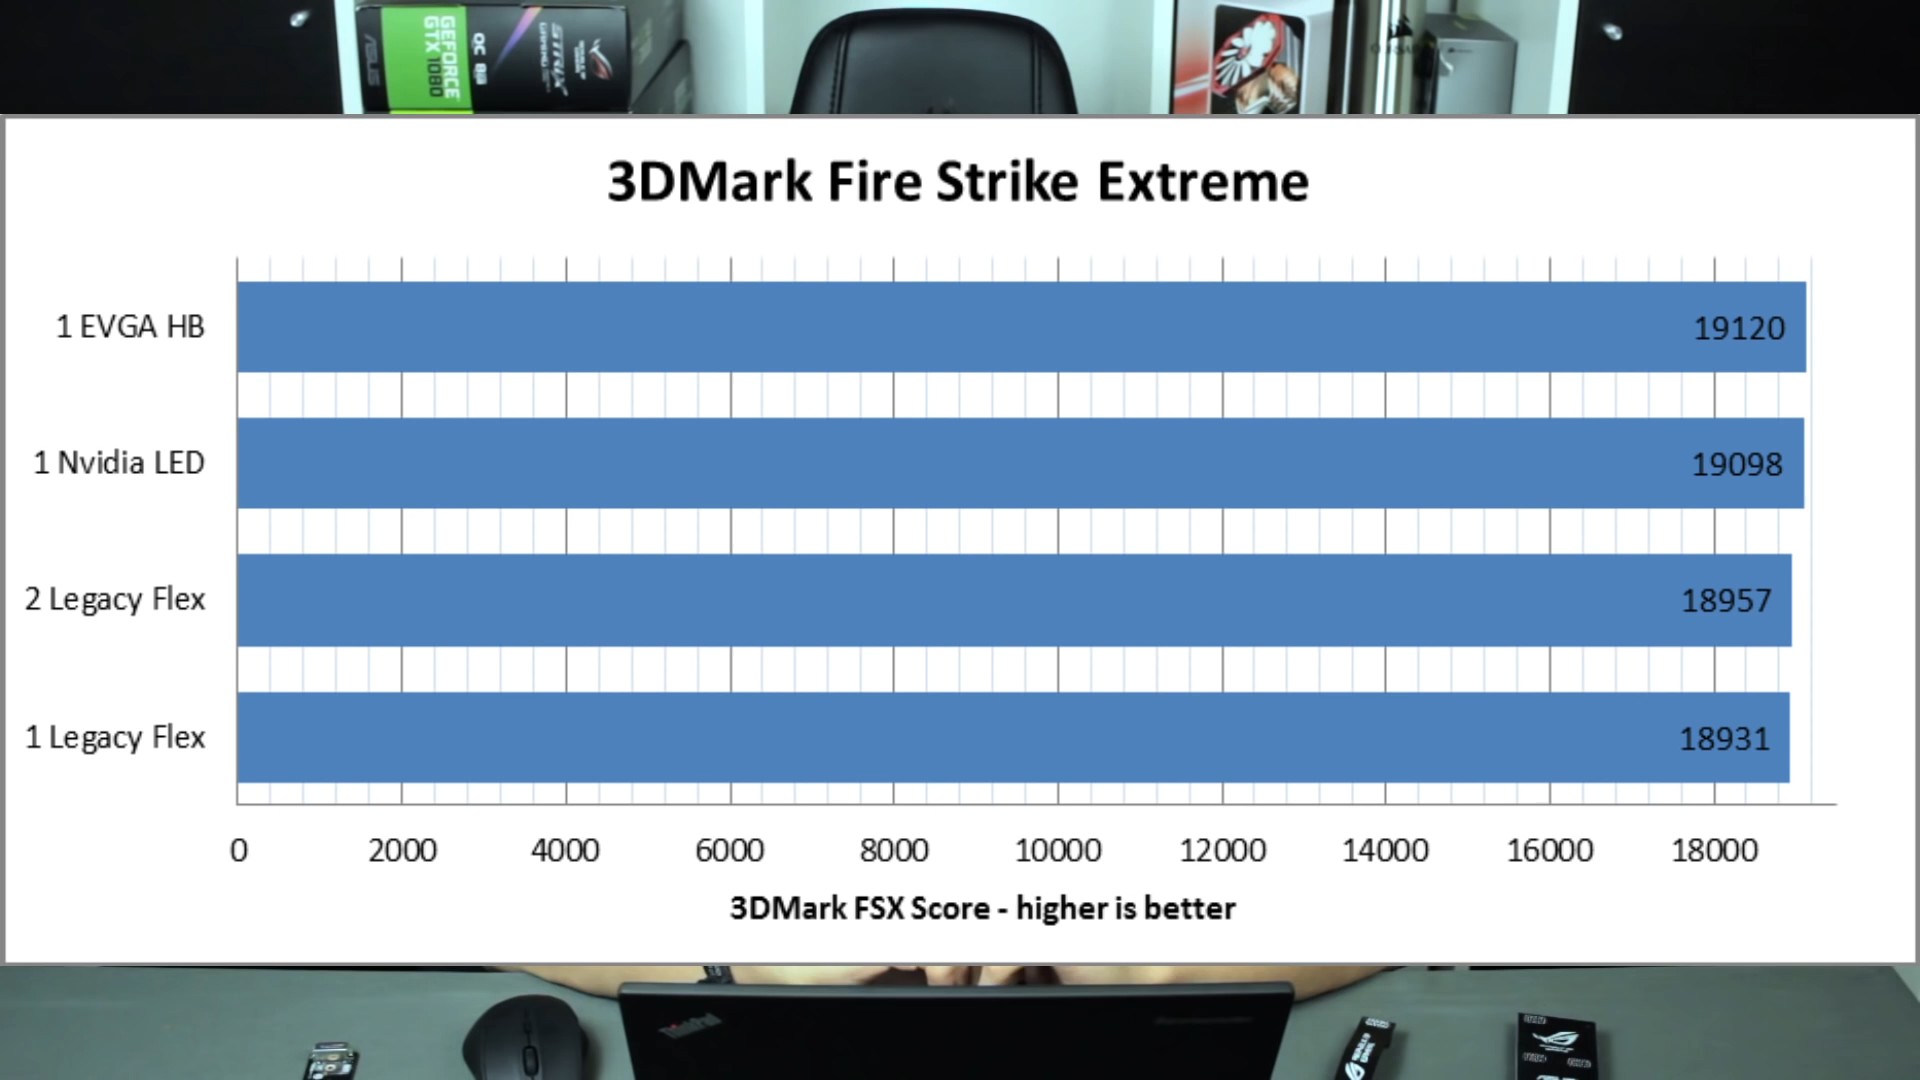 GEFORCE
GTX 1080
STRIX
3DMark Fire Strike Extreme
1 EVGA HB
19120
1 Nvidia LED
19098
2 Legacy Flex
18957
1 Legacy Flex
18931
0 2000 4000 6000 8000 10000 12000 14000 16000 18000
3DMark FSX Score - higher is better
ThinkPad